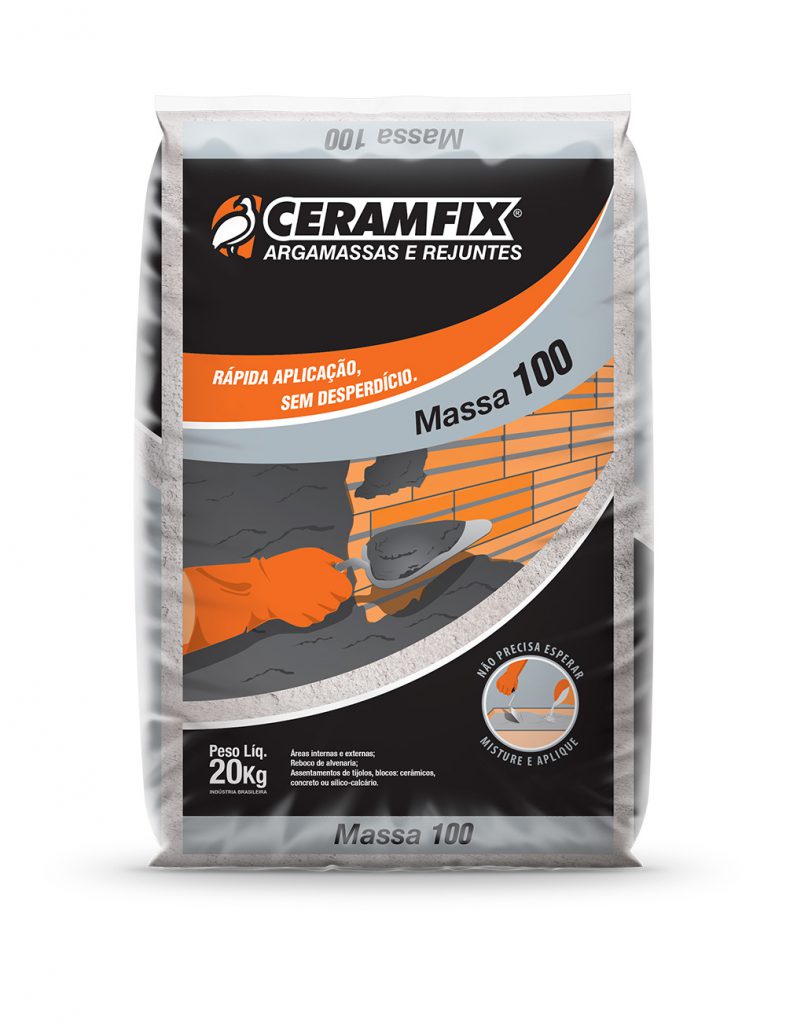 Massa 100
CERAMFIX®
ARGAMASSAS E REJUNTES
RÁPIDA APLICAÇÃO,
SEM DESPERDÍCIO.
Massa 100
NÃO PRECISA ESPERAR
MISTURE E APLIQUE
Peso Líq.
20Kg
INDÚSTRIA BRASILEIRA
Áreas internas e externas;
Reboco de alvenaria;
Assentamentos de tijolos, blocos: cerâmicos,
concreto ou sílico-calcário.
Massa 100